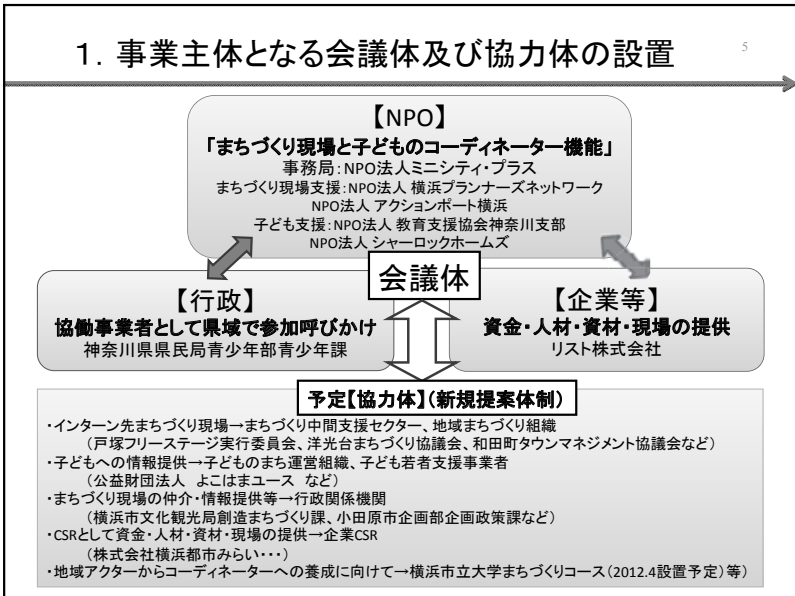 1．事業主体となる会議体及び協力体の設置
5
【NPO】
「まちづくり現場と子どものコーディネーター機能」
事務局：NPO法人ミニシティ・プラス
まちづくり現場支援：NPO法人 横浜プランナーズネットワーク
NPO法人 アクションポート横浜
子ども支援：NPO法人 教育支援協会神奈川支部
NPO法人 シャーロックホームズ
会議体
【行政】
協働事業者として県域で参加呼びかけ
神奈川県県民局青少年部青少年課
【企業等】
資金・人材・資材・現場の提供
リスト株式会社
予定【協力体】（新規提案体制）
・インターン先まちづくり現場→まちづくり中間支援セクター、地域まちづくり組織
（戸塚フリーステージ実行委員会、洋光台まちづくり協議会、和田町タウンマネジメント協議会など）
・子どもへの情報提供→子どものまち運営組織、子ども若者支援事業者
（公益財団法人　よこはまユース　など）
・まちづくり現場の仲介・情報提供等→行政関係機関
（横浜市文化観光局創造まちづくり課、小田原市企画部企画政策課など）
・CSRとして資金・人材・資材・現場の提供→企業CSR
（株式会社横浜都市みらい・・・）
・地域アクターからコーディネーターへの養成に向けて→横浜市立大学まちづくりコース（2012.4設置予定）等）